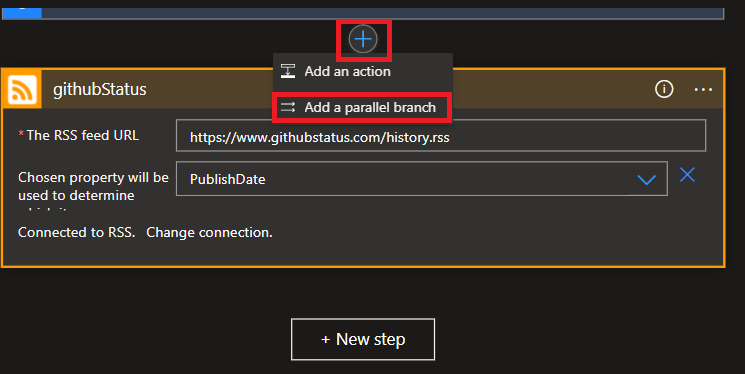 Add an action
githubStatus
Add a parallel branch
* The RSS feed URL
https://www.githubstatus.com/history.rss
Chosen property will be
used to determine
PublishDate
Connected to RSS. Change connection.
+ New step